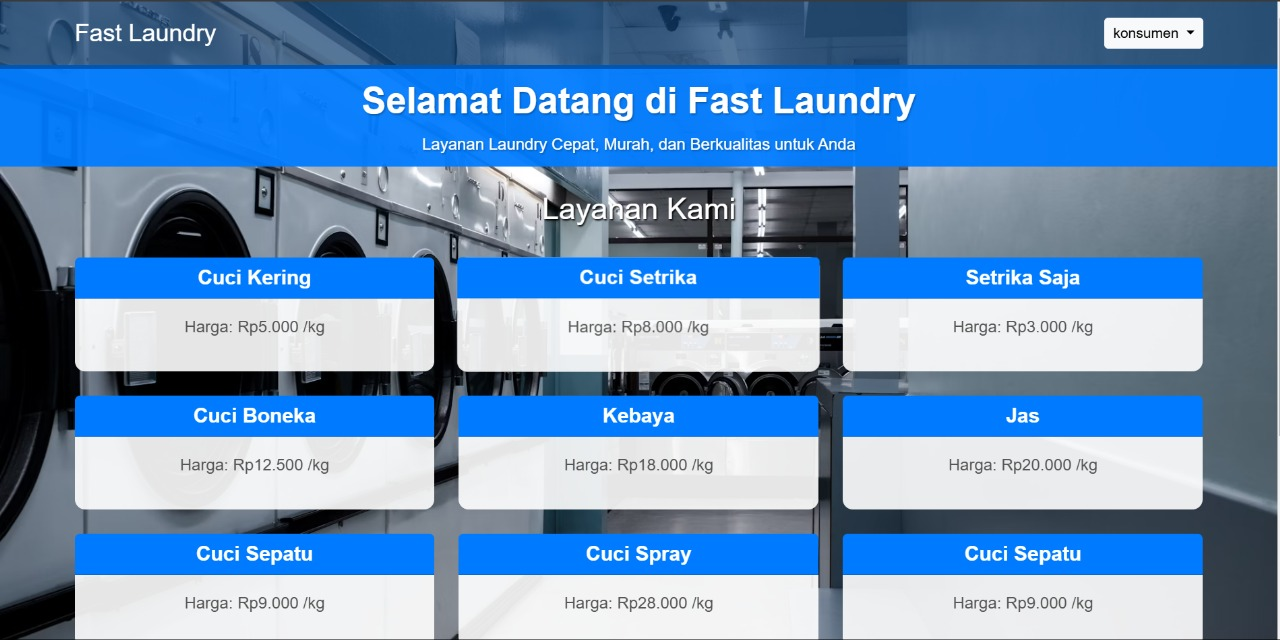 Fast Laundry
konsumen
Selamat Datang di Fast Laundry
Layanan Laundry Cepat, Murah, dan Berkualitas untuk Anda
Layanan Kami
Cuci Kering
Harga: Rp5.000 /kg
Cuci Setrika
Harga: Rp8.000 /kg
Setrika Saja
Harga: Rp3.000 /kg
Cuci Boneka
Harga: Rp12.500 /kg
Kebaya
Harga: Rp18.000 /kg
Jas
Harga: Rp20.000 /kg
Cuci Sepatu
Harga: Rp9.000 /kg
Cuci Spray
Harga: Rp28.000 /kg
Cuci Sepatu
Harga: Rp9.000 /kg